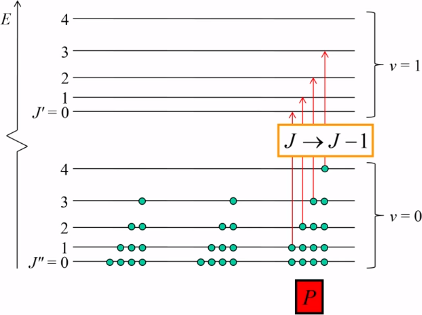 E
4
3
2
1
J′ = 0
v = 1
J → J – 1
4
3
2
1
J″ = 0
v = 0
P